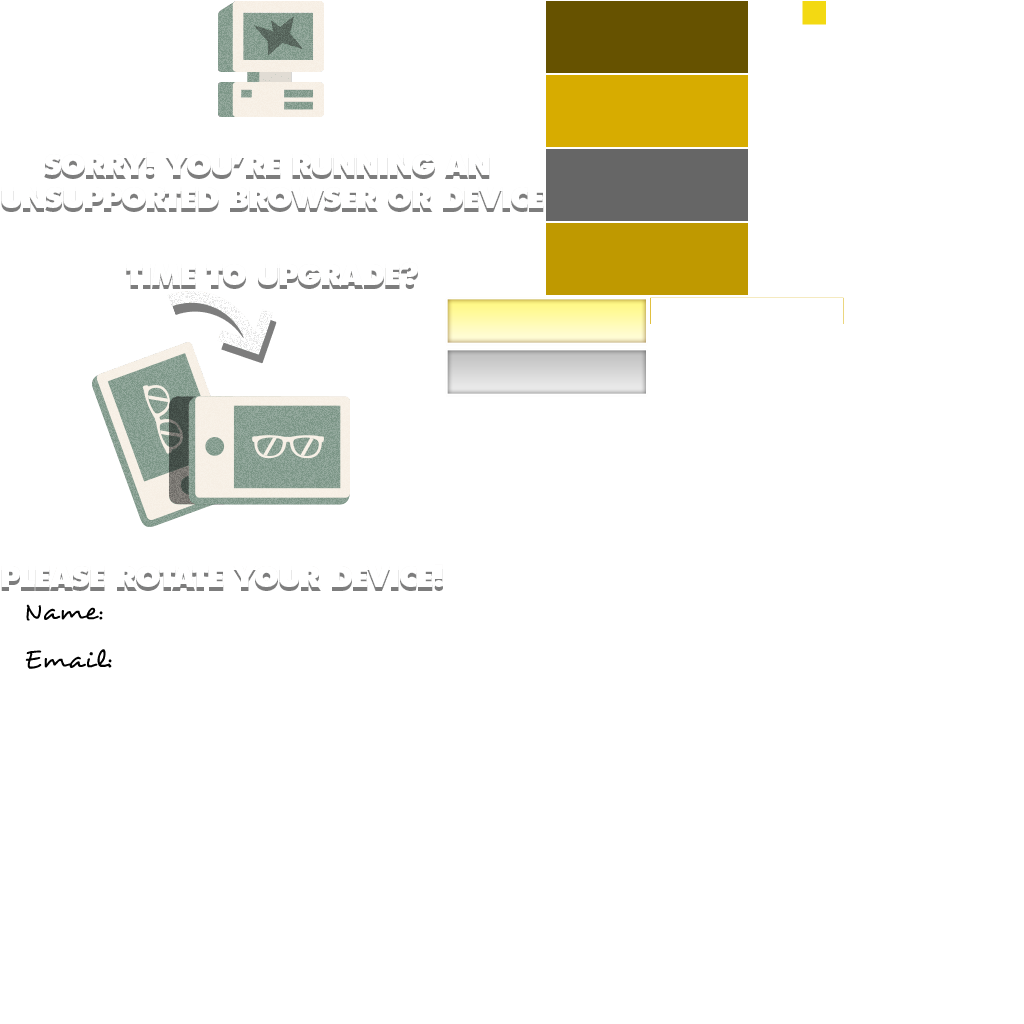 SORRY! YOU'RE RUNNING AN
UNSUPPORTED BROWSER OR DEVICE
TIME TO UPGRADE?
PLEASE ROTATE YOUR DEVICE!
Name:
Email: